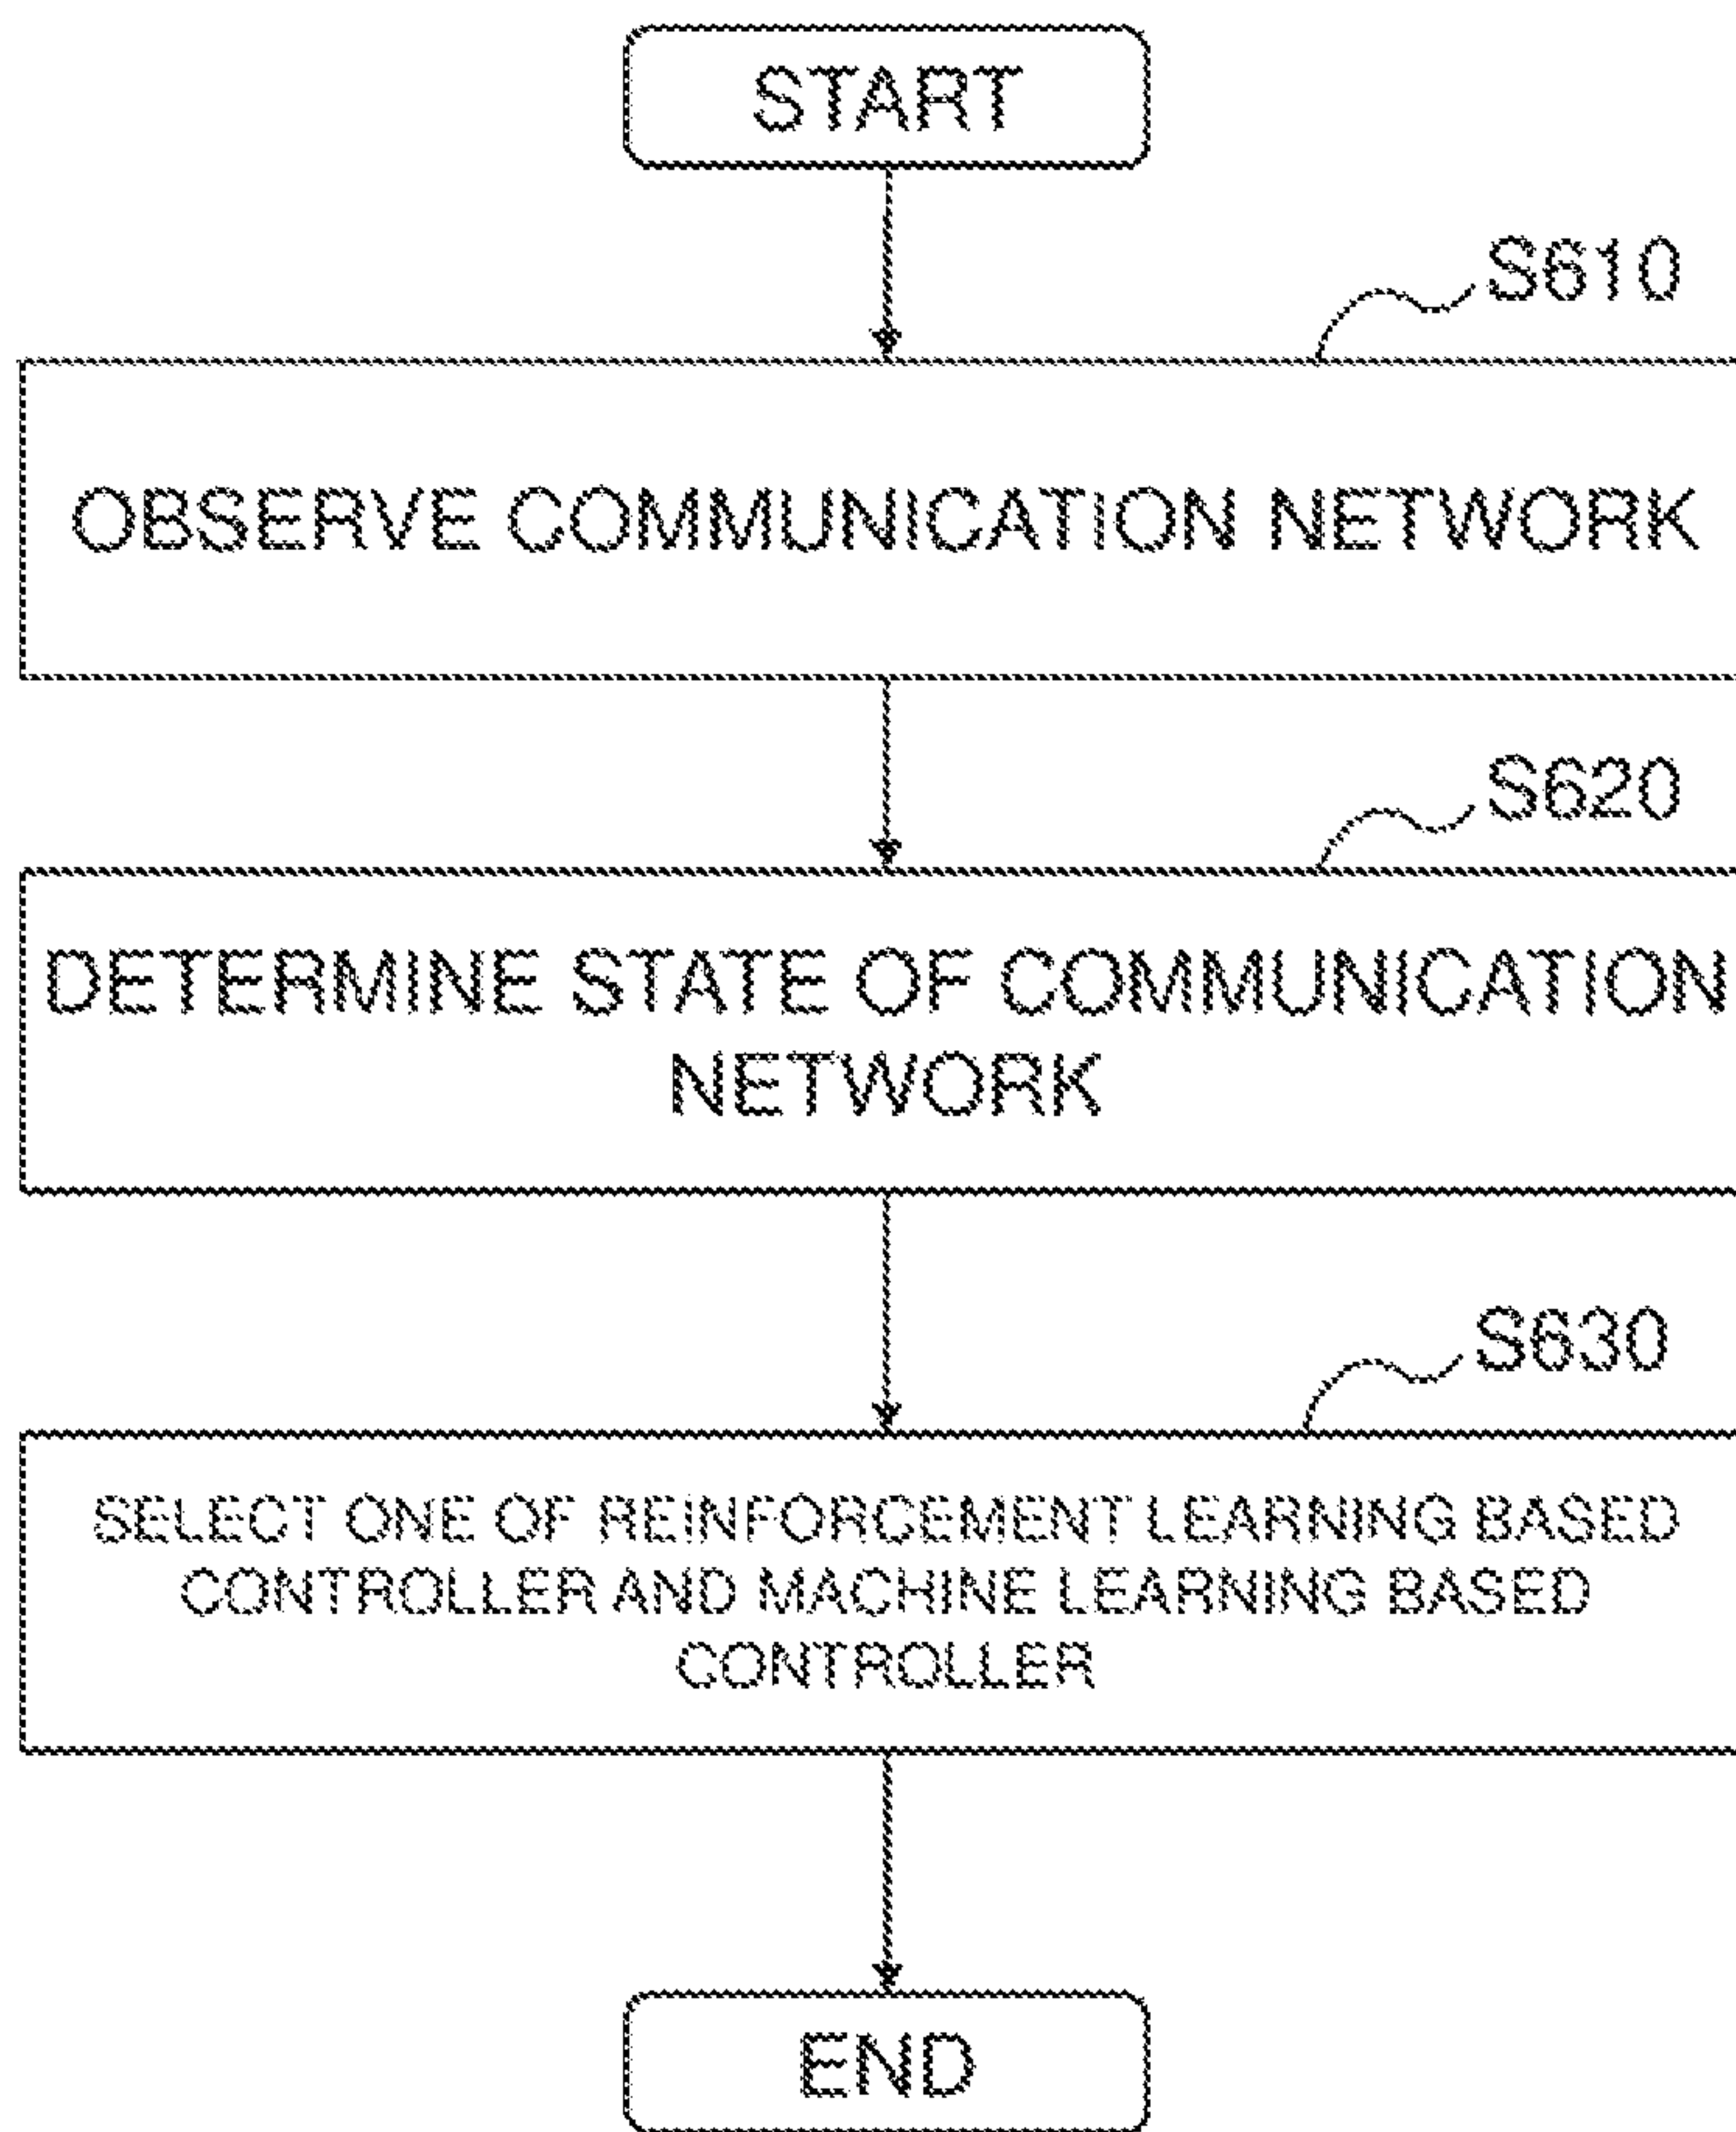 START
S610
OBSERVE COMMUNICATION NETWORK
S620
DETERMINE STATE OF COMMUNICATION
NETWORK
S630
SELECT ONE OF REINFORCEMENT LEARNING BASED
CONTROLLER AND MACHINE LEARNING BASED
CONTROLLER
END